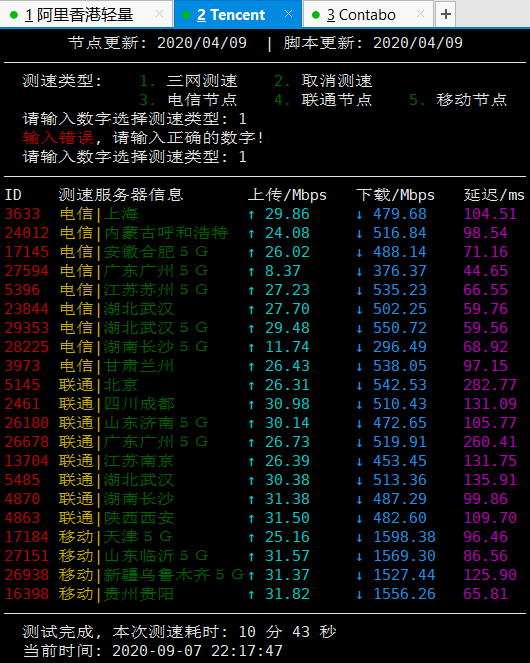 1 阿里香港轻量 2 Tencent 3 Contabo
节点更新: 2020/04/09 | 脚本更新: 2020/04/09
测速类型: 1. 三网测速 2. 取消测速
3. 电信节点 4. 联通节点 5. 移动节点
请输入数字选择测速类型: 1
输入错误, 请输入正确的数字!
请输入数字选择测速类型: 1
ID 测速服务器信息 上传/Mbps 下载/Mbps 延迟/ms
3633 电信|上海 ↑ 29.86 ↓ 479.68 104.51
24012 电信|内蒙古呼和浩特 ↑ 24.08 ↓ 516.84 98.54
17145 电信|安徽合肥５Ｇ ↑ 26.02 ↓ 488.14 71.16
27594 电信|广东广州５Ｇ ↑ 8.37 ↓ 376.37 44.65
5396 电信|江苏苏州５Ｇ ↑ 27.23 ↓ 535.23 66.55
23844 电信|湖北武汉 ↑ 27.70 ↓ 502.25 59.76
29353 电信|湖北武汉５Ｇ ↑ 29.48 ↓ 550.72 59.56
28225 电信|湖南长沙５Ｇ ↑ 11.74 ↓ 296.49 68.92
3973 电信|甘肃兰州 ↑ 26.43 ↓ 538.05 97.15
5145 联通|北京 ↑ 26.31 ↓ 542.53 282.77
2461 联通|四川成都 ↑ 30.98 ↓ 510.43 131.09
26180 联通|山东济南５Ｇ ↑ 30.14 ↓ 472.65 105.77
26678 联通|广东广州５Ｇ ↑ 26.73 ↓ 519.91 260.41
13704 联通|江苏南京 ↑ 26.39 ↓ 453.45 131.75
5485 联通|湖北武汉 ↑ 30.38 ↓ 513.36 135.91
4870 联通|湖南长沙 ↑ 31.38 ↓ 487.29 99.86
4863 联通|陕西西安 ↑ 31.50 ↓ 482.60 109.70
17184 移动|天津５Ｇ ↑ 25.16 ↓ 1598.38 96.46
27151 移动|山东临沂５Ｇ ↑ 31.57 ↓ 1569.30 86.56
26938 移动|新疆乌鲁木齐５Ｇ ↑ 31.37 ↓ 1527.44 125.90
16398 移动|贵州贵阳 ↑ 31.82 ↓ 1556.26 65.81
测试完成, 本次测速耗时: 10 分 43 秒
当前时间: 2020-09-07 22:17:47